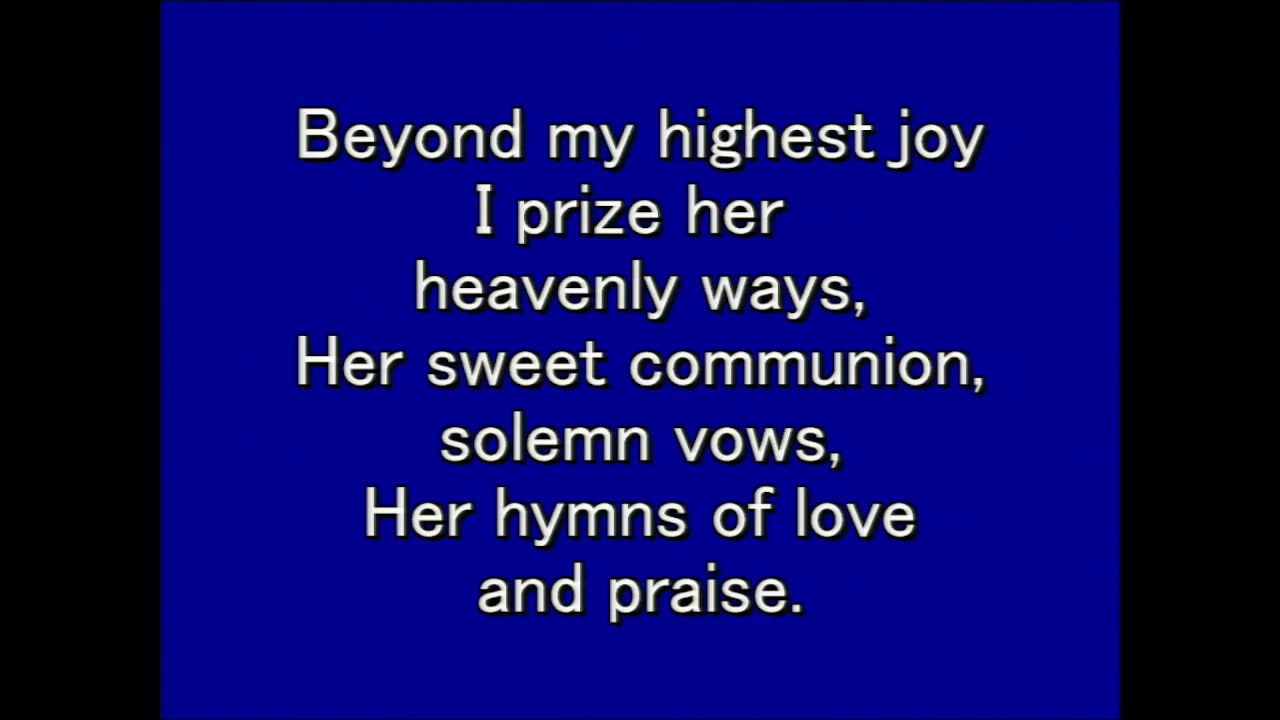 Beyond my highest joy
I prize her
heavenly ways,
Her sweet communion,
solemn vows,
Her hymns of love
and praise.